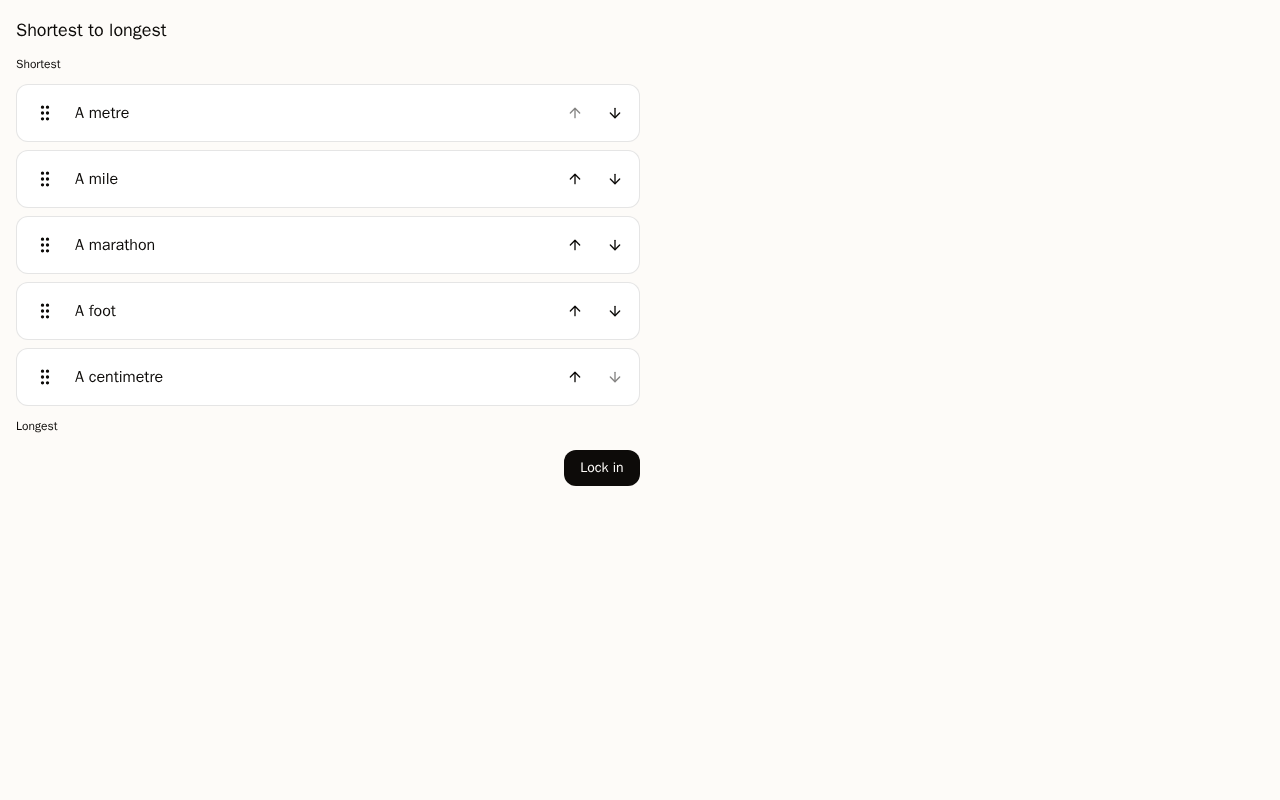 Shortest to longest
Shortest
A metre
A mile
A marathon
A foot
A centimetre
Longest
Lock in